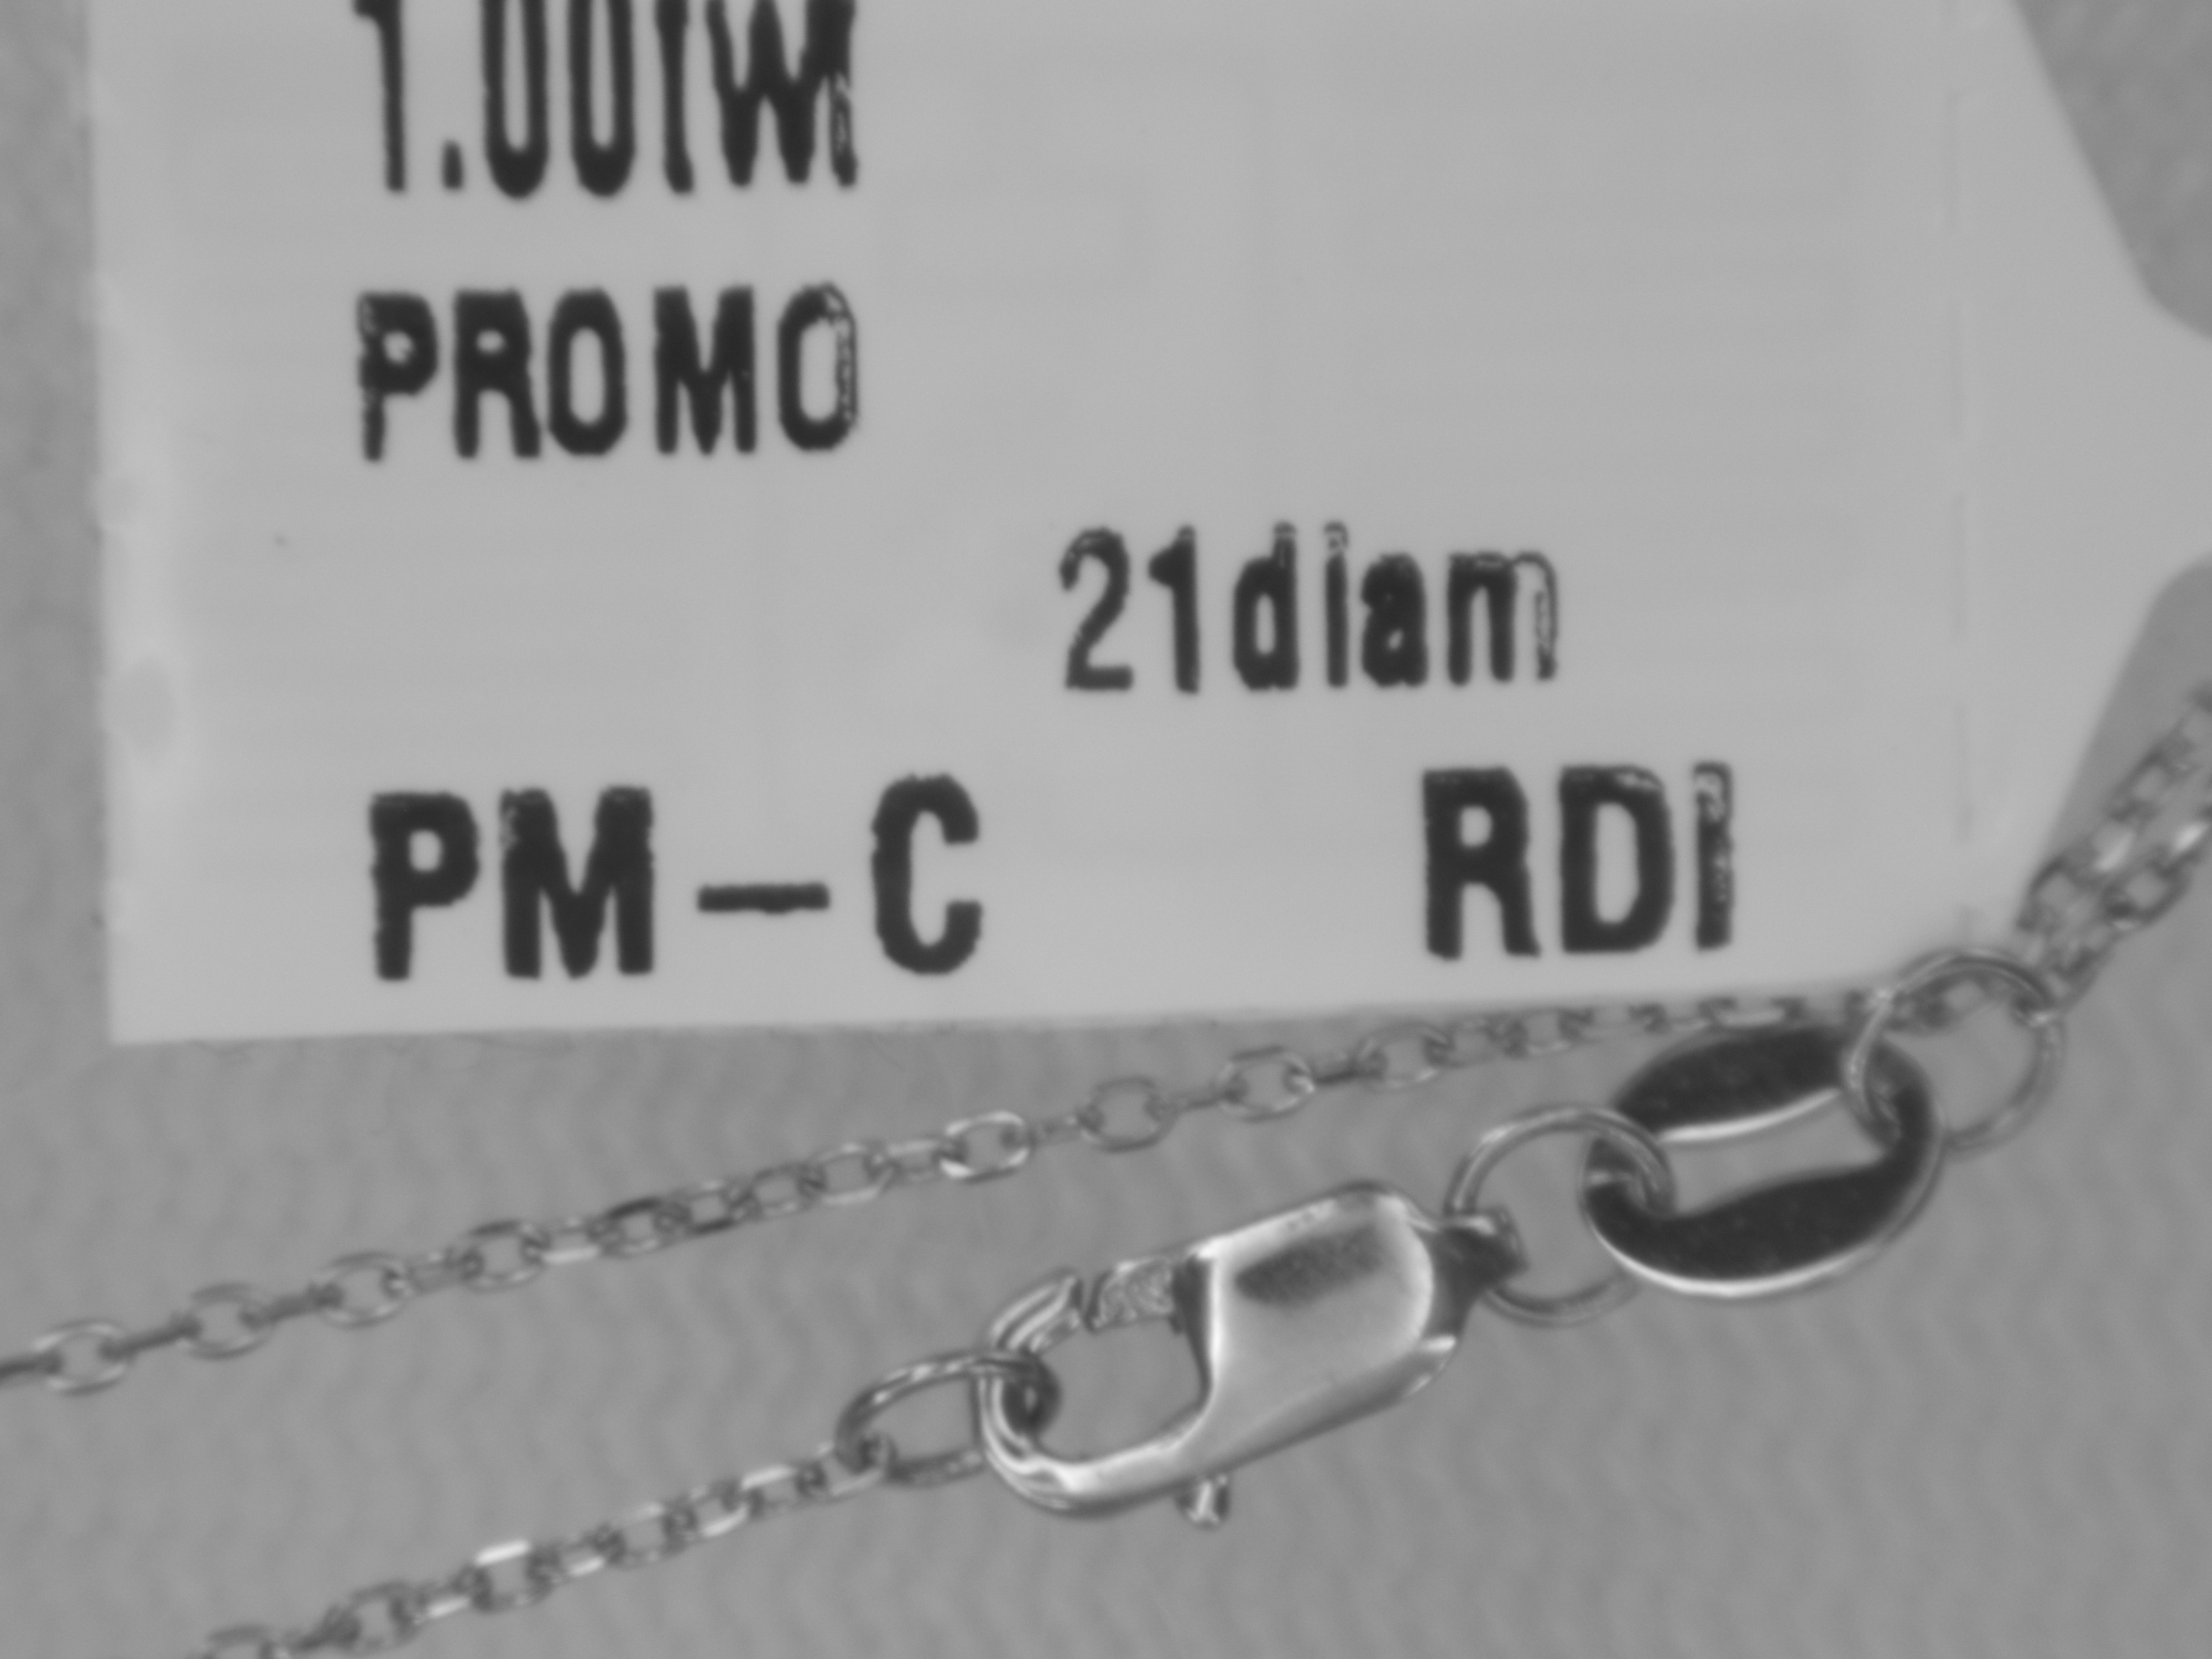 1.00tw
PROMO
21diam
PM-C RDI